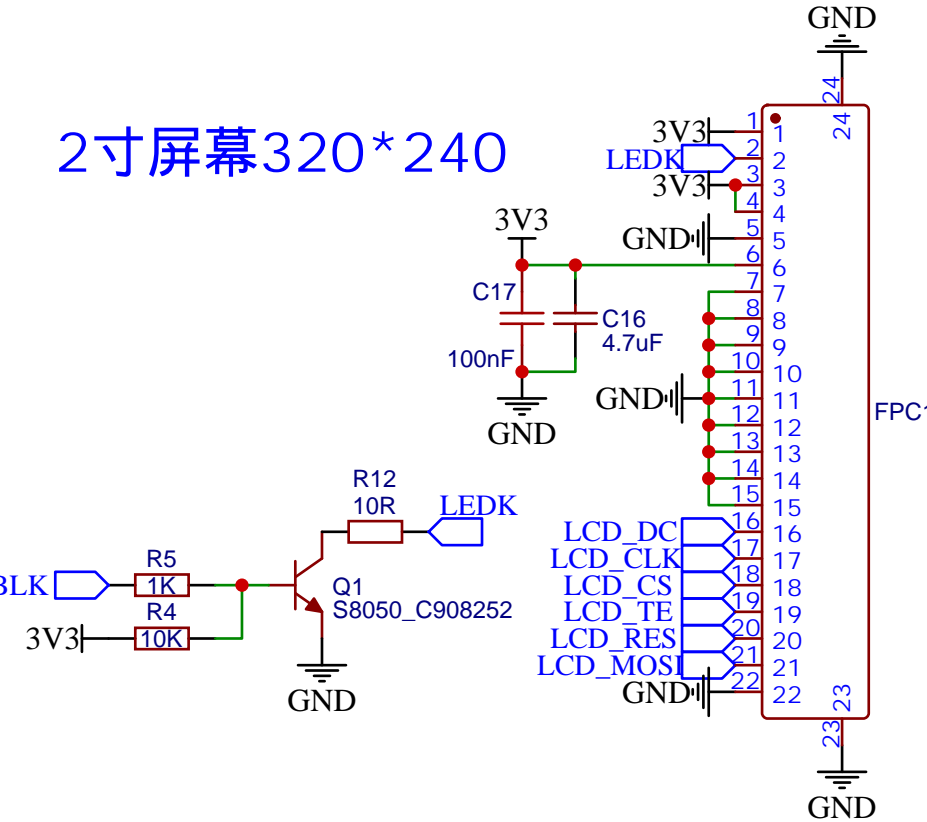 GND
24
24
2寸屏幕320*240
3V3 1 1
LEDK 2 2
3V3 3 3
4 4
GND 5 5
3V3
6 6
7 7
C17
8 8
C16
4.7uF
9 9
100nF
10 10
GND
11 11
GND
12 12
13 13
14 14
15 15
FPC1
R12
10R
LEDK
LCD_DC 16 16
LCD_CLK 17 17
LCD_CS 18 18
LCD_TE 19 19
LCD_RES 20 20
LCD_MOSI 21 21
GND 22 22
BLK
R5
1K
R4
3V3
10K
Q1
S8050_C908252
GND
23
23
GND